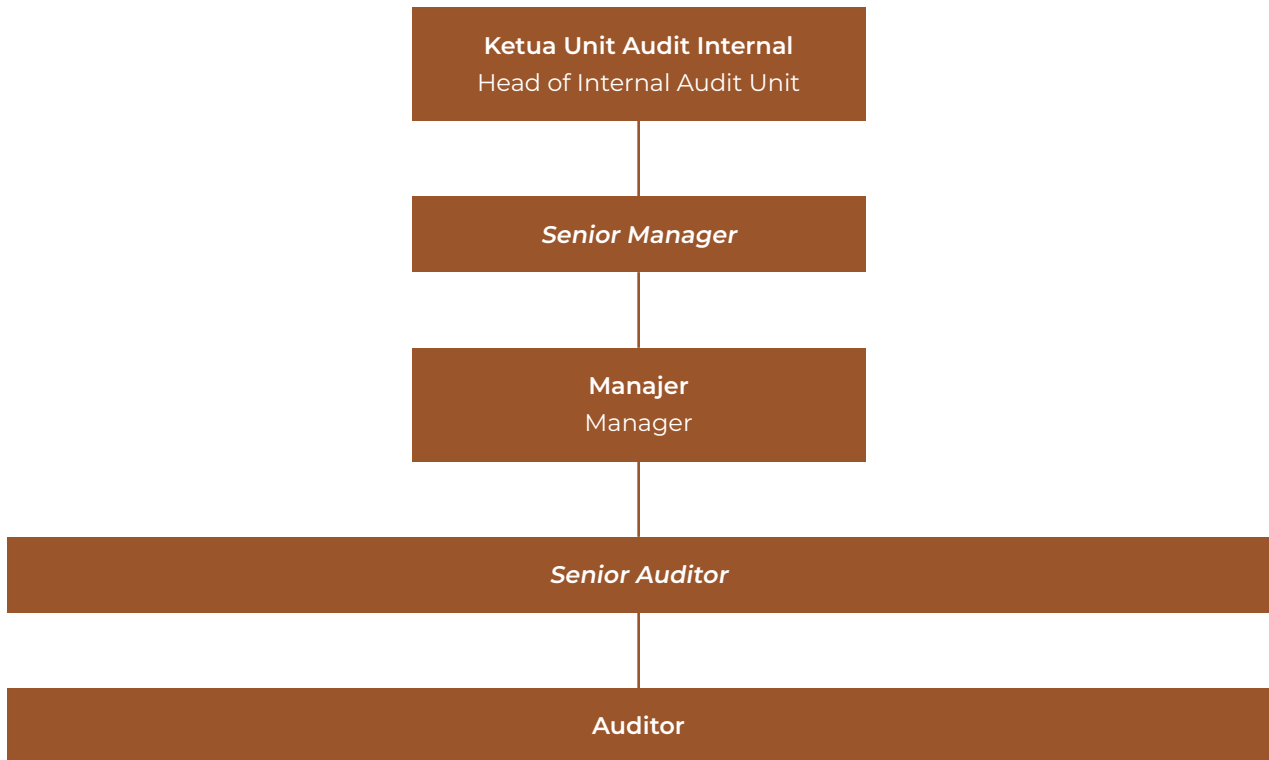 Ketua Unit Audit Internal
Head of Internal Audit Unit
Senior Manager
Manajer
Manager
Senior Auditor
Auditor